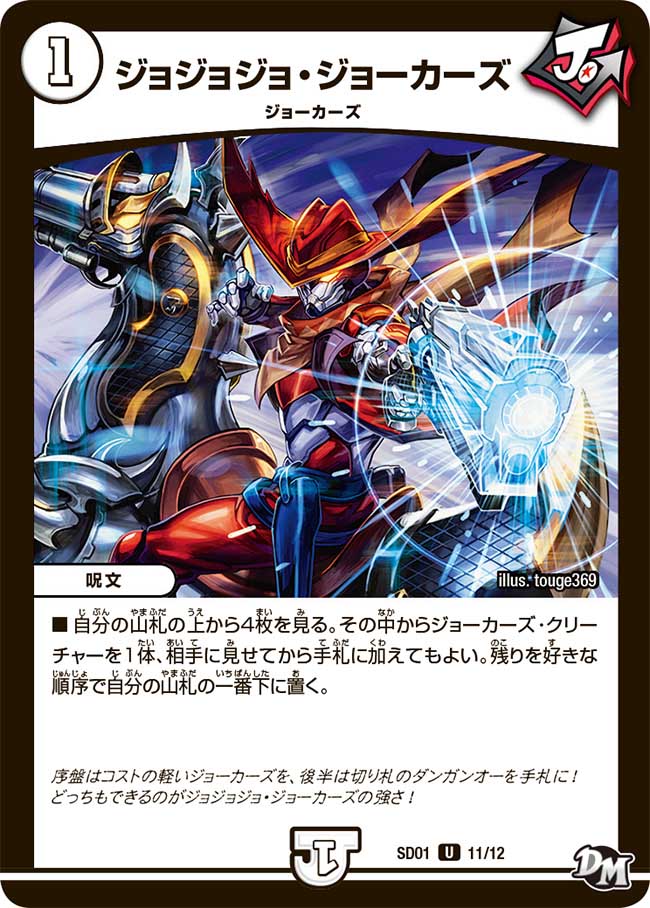 1
ジョジョジョ・ジョーカーズ
J
ジョーカーズ
呪文
illus. touge369
■自分の山札の上から4枚を見る。その中からジョーカーズ・クリー
チャーを1体、相手に見せてから手札に加えてもよい。残りを好きな
順序で自分の山札の一番下に置く。
序盤はコストの軽いジョーカーズを、後半は切り札のダンガンオーを手札に!
どっちもできるのがジョジョジョ・ジョーカーズの強さ!
J
SD01 U 11/12
DM